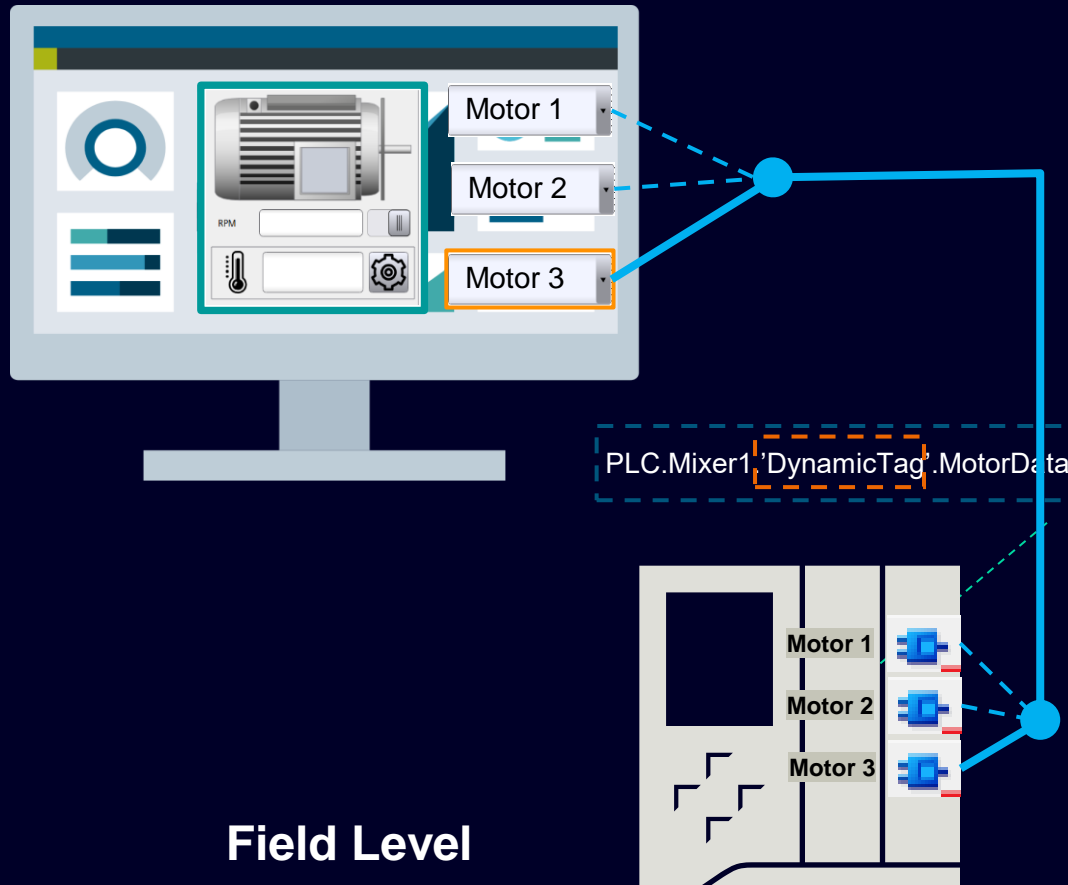 Motor 1
Motor 2
RPM
Motor 3
PLC.Mixer1.’DynamicTag’.MotorData
Motor 1
Motor 2
Motor 3
Field Level